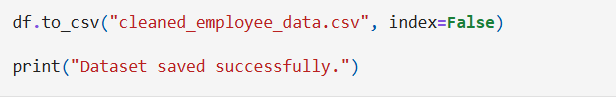 df.to_csv("cleaned_employee_data.csv", index=False)
print("Dataset saved successfully.")